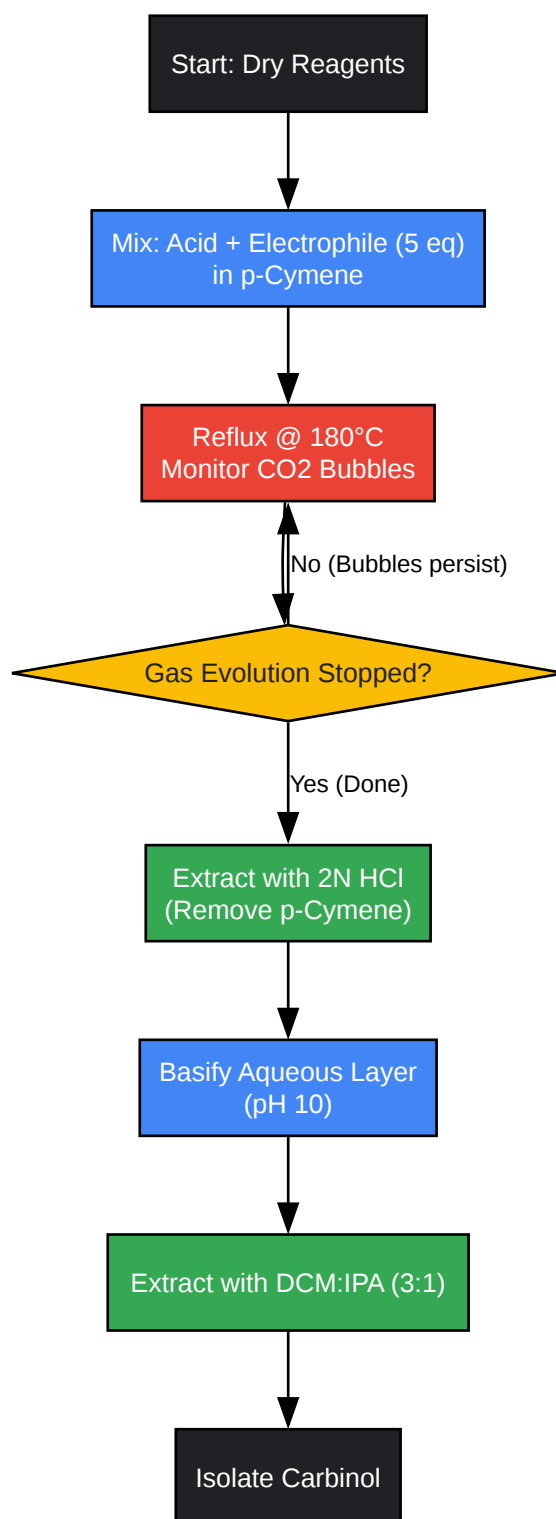 Start: Dry Reagents
Mix: Acid + Electrophile (5 eq)
in p-Cymene
Reflux @ 180°C
Monitor CO2 Bubbles
No (Bubbles persist)
Gas Evolution Stopped?
Yes (Done)
Extract with 2N HCl
(Remove p-Cymene)
Basify Aqueous Layer
(pH 10)
Extract with DCM:IPA (3:1)
Isolate Carbinol